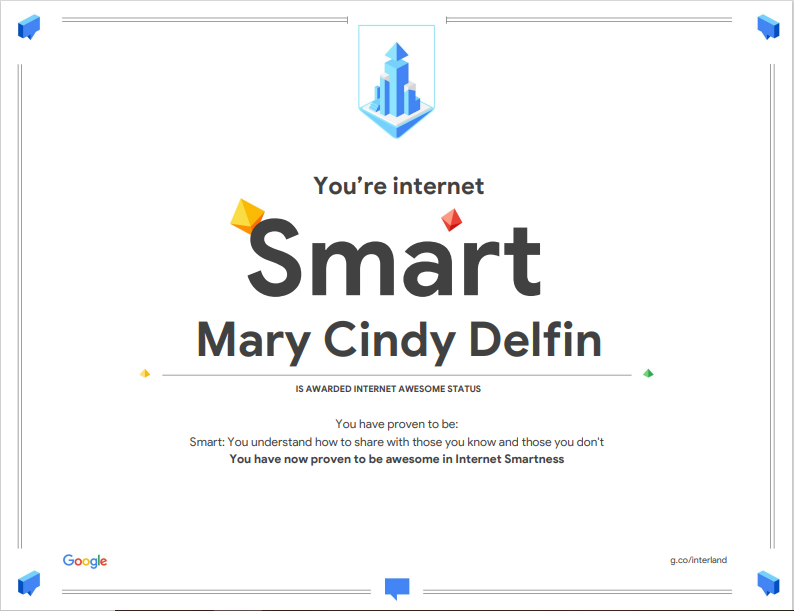 You're internet
Smart
Mary Cindy Delfin
IS AWARDED INTERNET AWESOME STATUS
You have proven to be:
Smart: You understand how to share with those you know and those you don't
You have now proven to be awesome in Internet Smartness
Google
g.co/interland